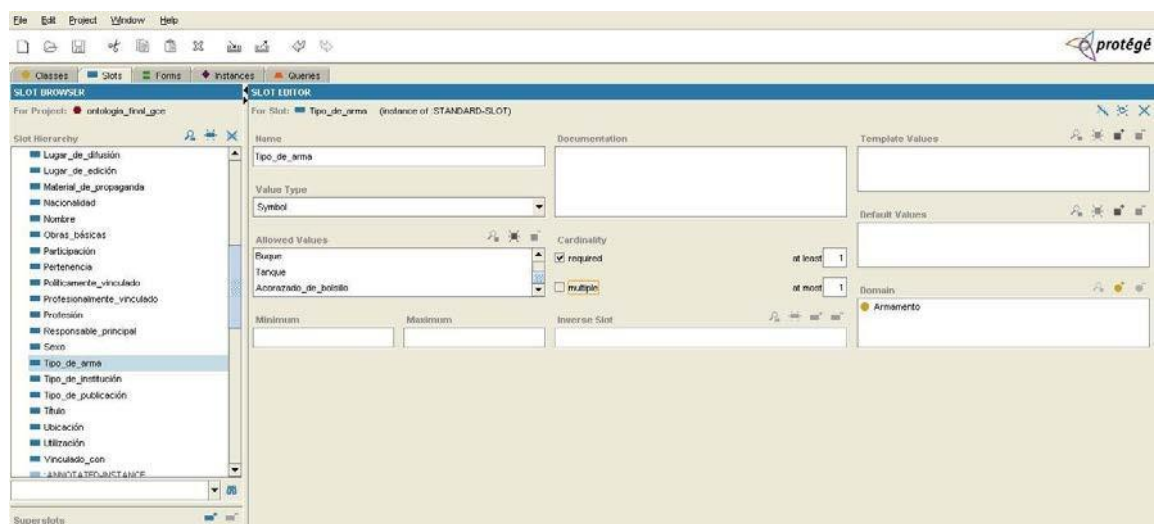 File Edit Project Window Help
protégé
Classes Slots Forms Instances Queries
SLOT BROWSER
For Project: ontologia_final_gce
Slot Hierarchy
Lugar_de_difusión
Lugar_de_edición
Material_de_propaganda
Nacionalidad
Nombre
Obras_básicas
Participación
Pertenencia
Políticamente_vinculado
Profesionalmente_vinculado
Profesión
Responsable_principal
Sexo
Tipo_de_arma
Tipo_de_institución
Tipo_de_publicación
Título
Ubicación
Utilización
Vinculado_con
:ANNOTATED-INSTANCE
Superslots
SLOT EDITOR
For Slot: Tipo_de_arma (instance of :STANDARD-SLOT)
Name
Tipo_de_arma
Value Type
Symbol
Allowed Values
Buque
Tanque
Acorazado_de_bolsillo
Minimum Maximum
Documentation
Cardinality
required at least 1
multiple at most 1
Inverse Slot
Template Values
Default Values
Domain
Armamento